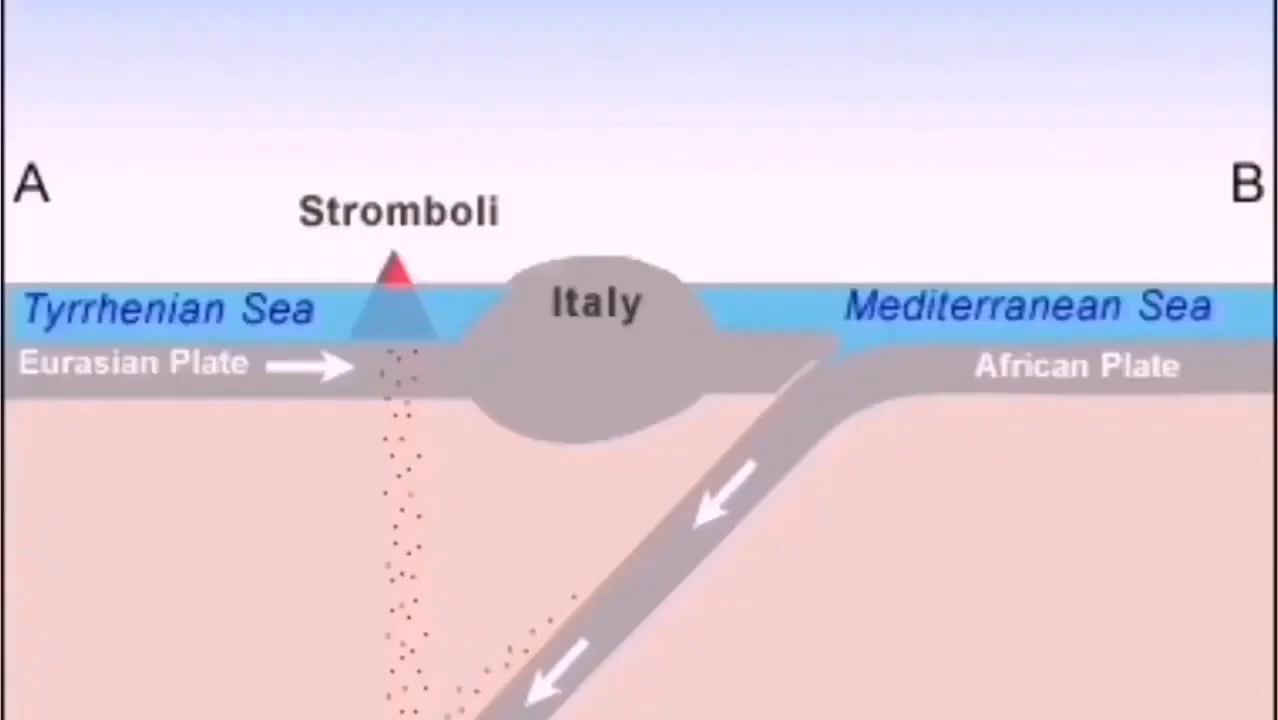 A
B
Stromboli
Italy
Tyrrhenian Sea
Mediterranean Sea
Eurasian Plate
African Plate